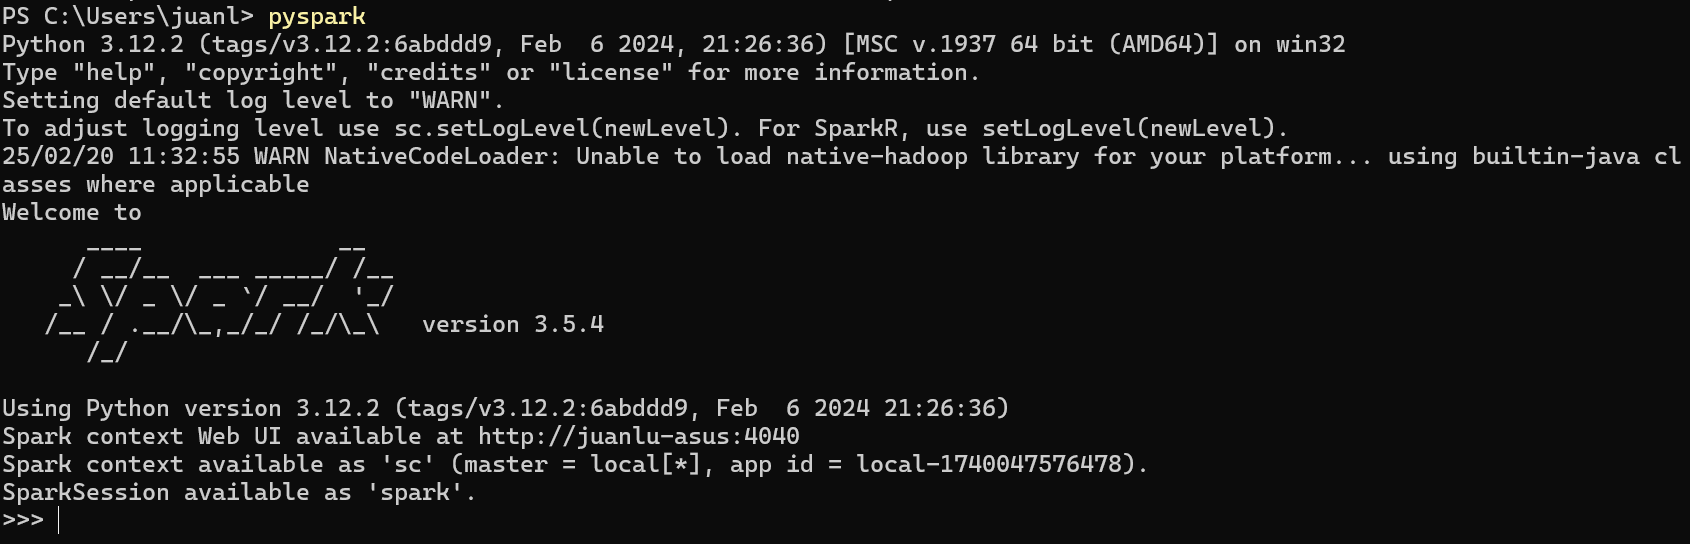 PS C:\Users\juanl> pyspark
Python 3.12.2 (tags/v3.12.2:6abddd9, Feb  6 2024, 21:26:36) [MSC v.1937 64 bit (AMD64)] on win32
Type "help", "copyright", "credits" or "license" for more information.
Setting default log level to "WARN".
To adjust logging level use sc.setLogLevel(newLevel). For SparkR, use setLogLevel(newLevel).
25/02/20 11:32:55 WARN NativeCodeLoader: Unable to load native-hadoop library for your platform... using builtin-java cl
asses where applicable
Welcome to
      ____              __
     / __/__  ___ _____/ /__
    _\ \/ _ \/ _ `/ __/  '_/
   /__ / .__/\_,_/_/ /_/\_\   version 3.5.4
      /_/
Using Python version 3.12.2 (tags/v3.12.2:6abddd9, Feb  6 2024 21:26:36)
Spark context Web UI available at http://juanlu-asus:4040
Spark context available as 'sc' (master = local[*], app id = local-1740047576478).
SparkSession available as 'spark'.
>>>